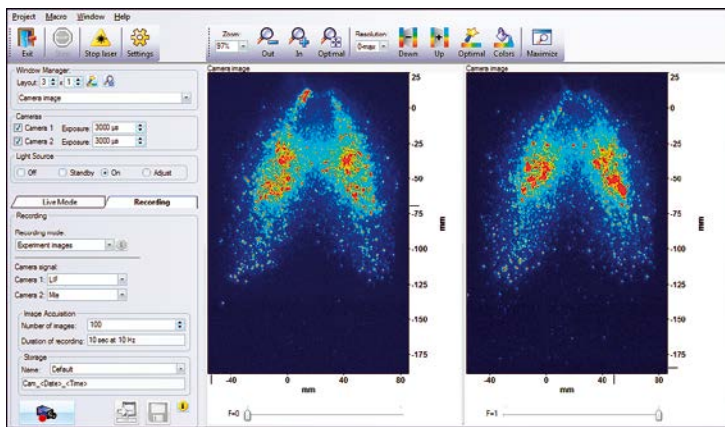 Project Macro Window Help
Exit
Stop laser
Settings
Zoom:
97%
Out
In
Optimal
Resolution:
0-max
Down
Up
Optimal
Colors
Maximize
Window Manager:
Layout: 3 x 1
Camera image
Cameras
Camera 1 Exposure: 3000 µs
Camera 2 Exposure: 3000 µs
Light Source
Off Standby On Adjust
Live Mode Recording
Recording
Recording mode:
Experiment images
Camera signal:
Camera 1: LIF
Camera 2: Mie
Image Acquisition
Number of images: 100
Duration of recording: 10 sec at 10 Hz
Storage
Name: Default
Cam_<Date>_<Time>
Camera image
25
0
-25
-50
-75
-100
-125
-150
-175
mm
-40 0 40 80
mm
F=0
Camera image
25
0
-25
-50
-75
-100
-125
-150
-175
mm
-40 0 40 80
mm
F=1